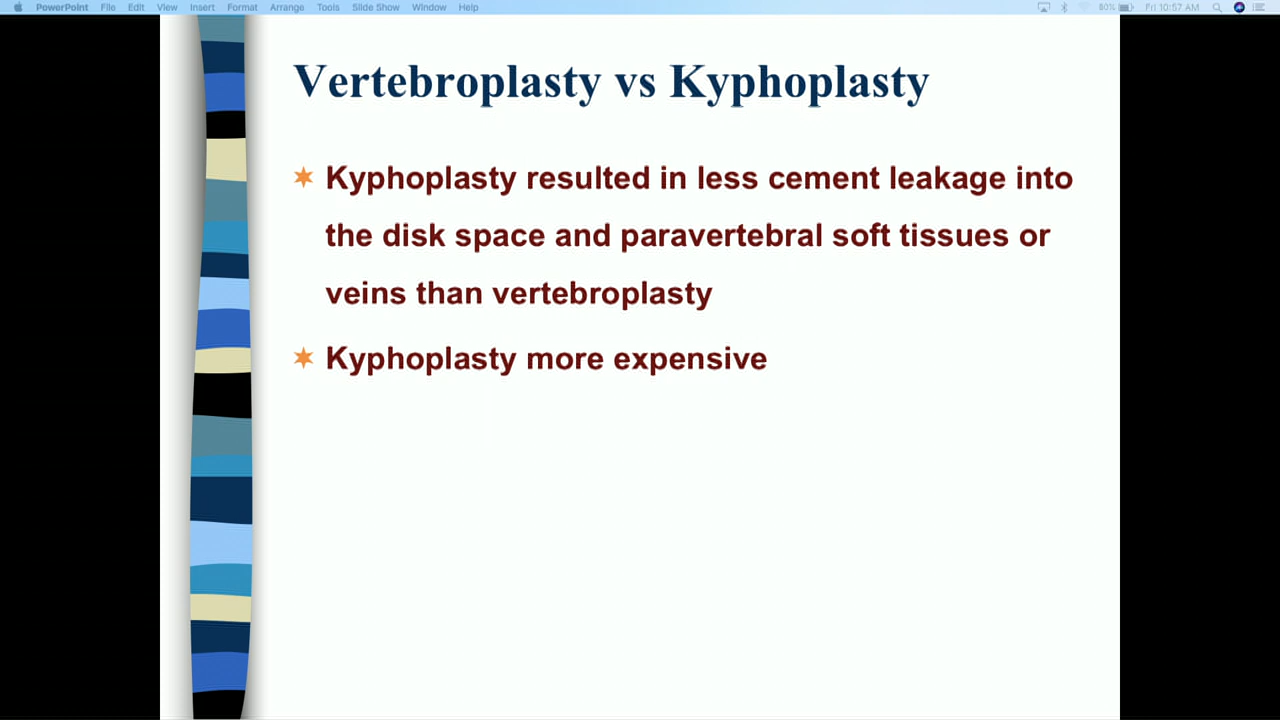 PowerPoint File Edit View Insert Format Arrange Tools Slide Show Window Help 80% Fri 10:57 AM
Vertebroplasty vs Kyphoplasty
Kyphoplasty resulted in less cement leakage into
the disk space and paravertebral soft tissues or
veins than vertebroplasty
Kyphoplasty more expensive